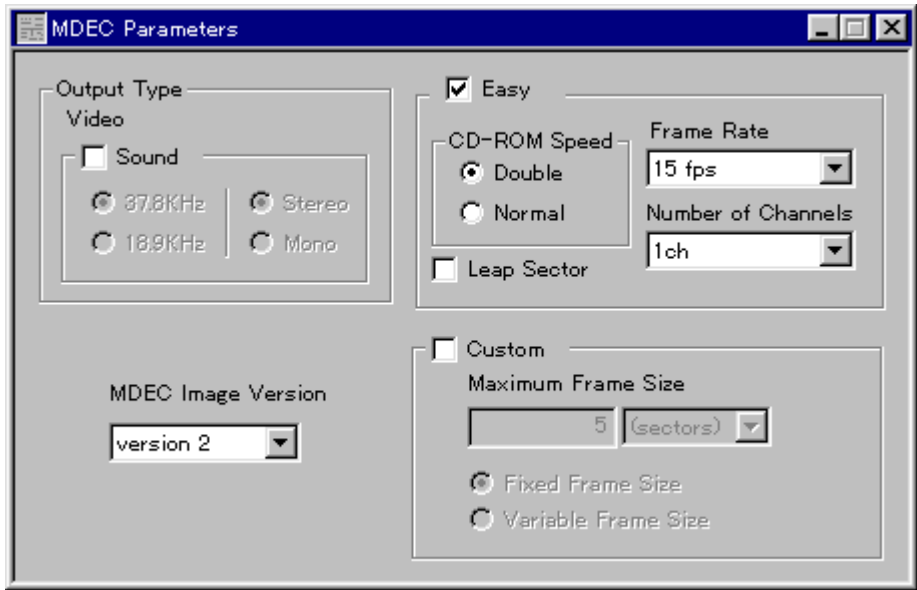 MDEC Parameters
Output Type
Video
Sound
37.8KHz
Stereo
18.9KHz
Mono
MDEC Image Version
version 2
Easy
CD-ROM Speed
Double
Normal
Leap Sector
Frame Rate
15 fps
Number of Channels
1ch
Custom
Maximum Frame Size
5 (sectors)
Fixed Frame Size
Variable Frame Size